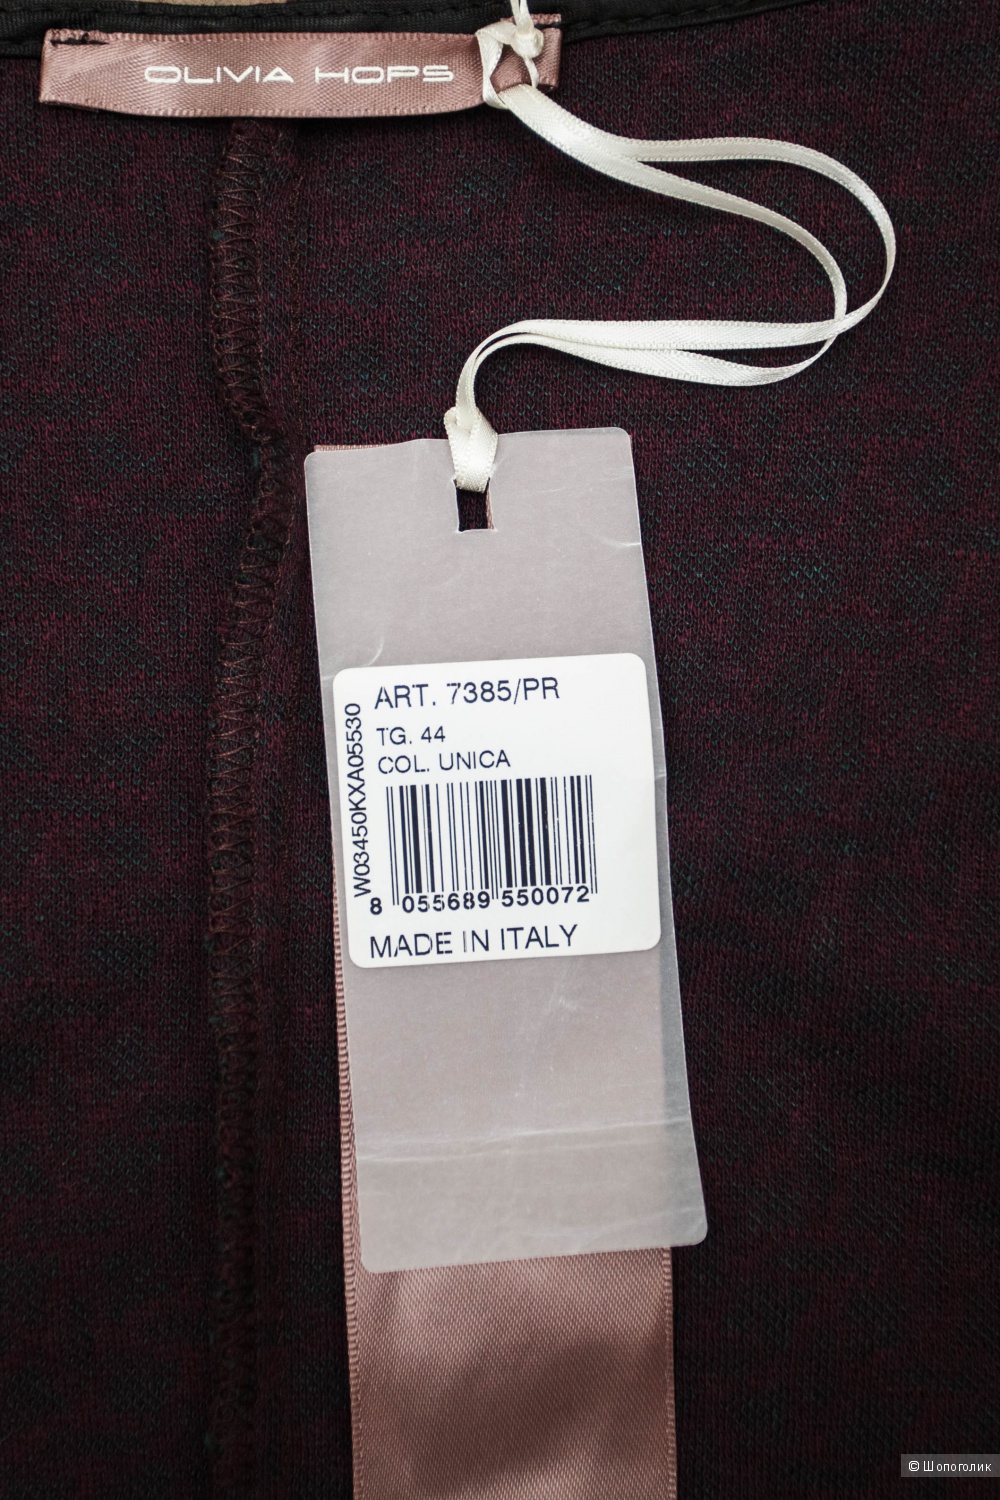 OLIVIA HOPS
ART. 7385/PR
TG. 44
COL. UNICA
W03450KXA05530
8 055689 550072
MADE IN ITALY
© Шопоголик